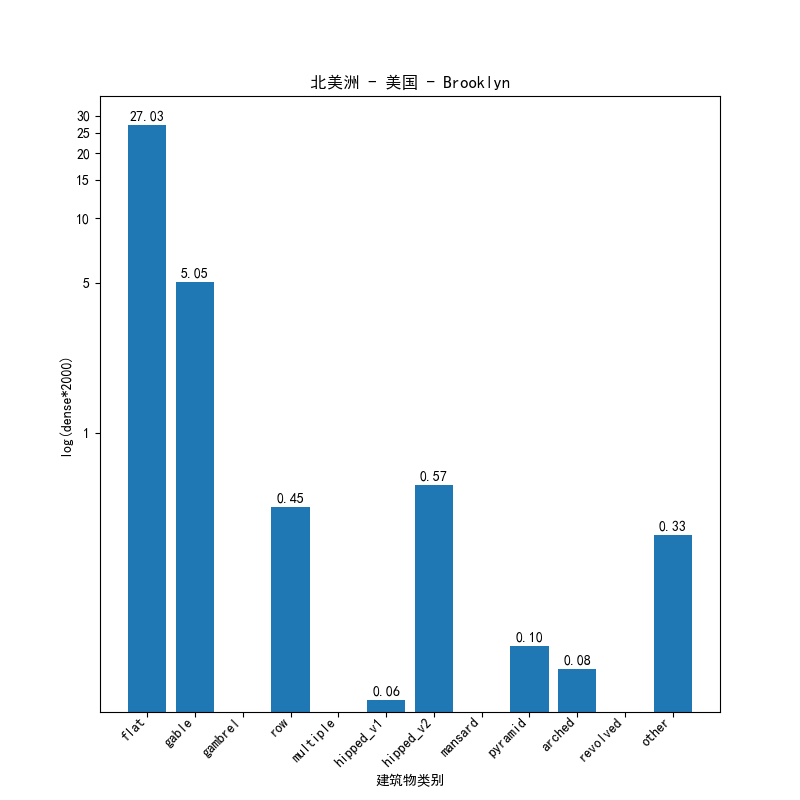 北美洲 - 美国 - Brooklyn
30
25
20
15
10
5
1
log(dense*2000)
27.03
5.05
0.45
0.06
0.57
0.10
0.08
0.33
flat
gable
gambrel
row
multiple
hipped_v1
hipped_v2
mansard
pyramid
arched
revolved
other
建筑物类别